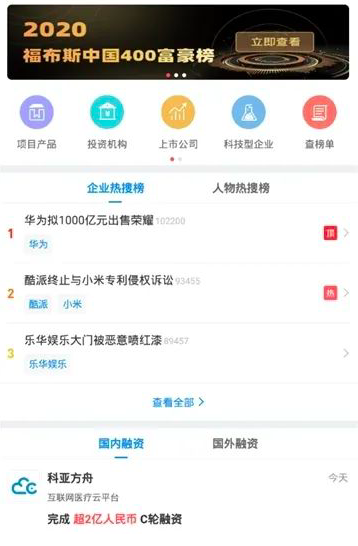 2020
福布斯中国400富豪榜
立即查看
项目产品
投资机构
上市公司
科技型企业
查榜单
企业热搜榜
人物热搜榜
1
华为拟1000亿元出售荣耀 102200
顶
华为
2
酷派终止与小米专利侵权诉讼 93455
热
酷派 小米
3
乐华娱乐大门被恶意喷红漆 89457
乐华娱乐
查看全部
国内融资
国外融资
科亚方舟
今天
互联网医疗云平台
完成 超2亿人民币 C轮融资